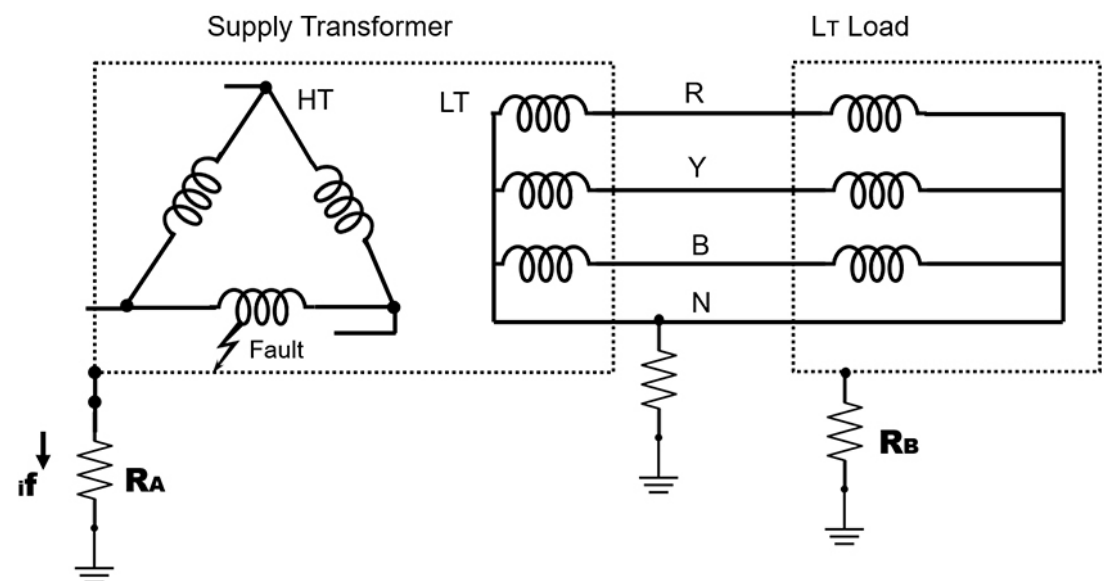 Supply Transformer
LT Load
HT
LT
R
Y
B
N
Fault
if
RA
RB